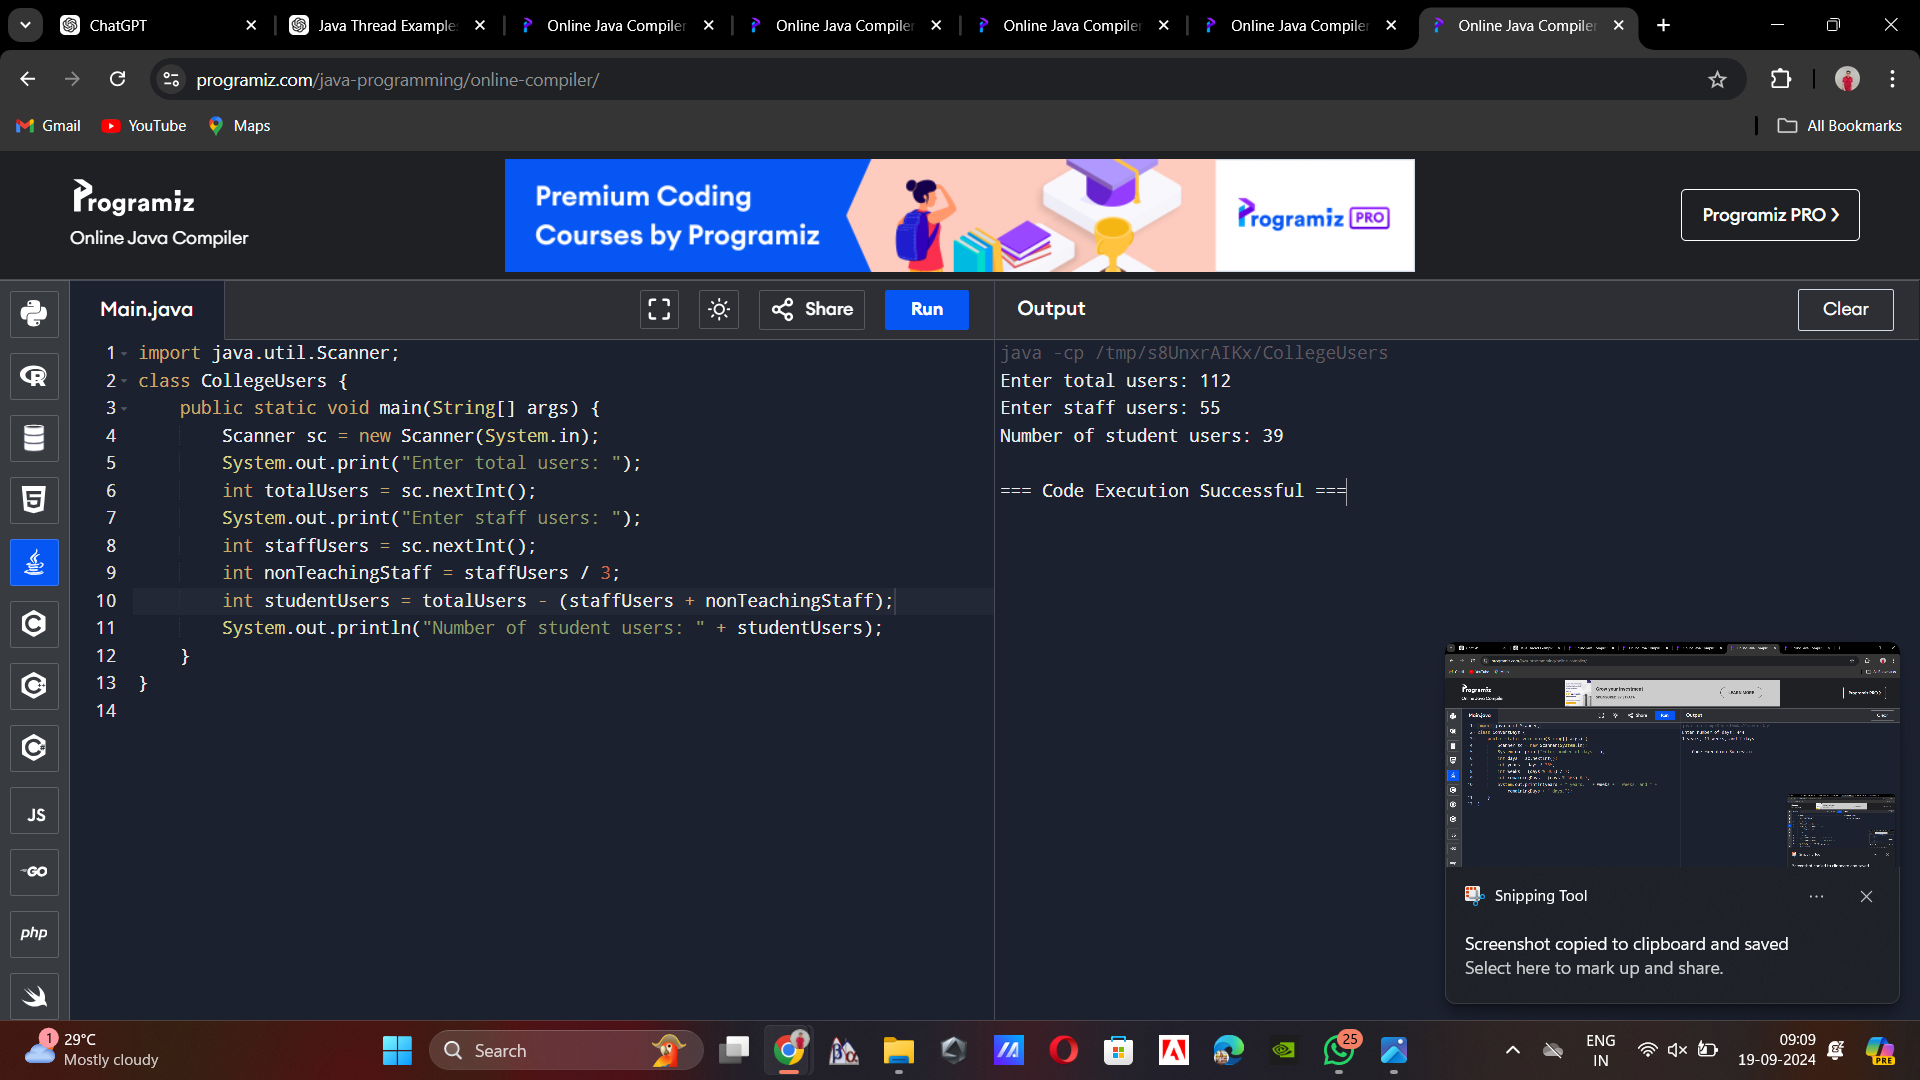 ChatGPT
Java Thread Example
Online Java Compiler
Online Java Compiler
Online Java Compiler
Online Java Compiler
Online Java Compiler
programiz.com/java-programming/online-compiler/
Gmail
YouTube
Maps
All Bookmarks
Programiz
Online Java Compiler
Premium Coding
Courses by Programiz
Programiz PRO
Programiz PRO
Main.java
Share
Run
Output
Clear
1 import java.util.Scanner;
2 class CollegeUsers {
3 public static void main(String[] args) {
4 Scanner sc = new Scanner(System.in);
5 System.out.print("Enter total users: ");
6 int totalUsers = sc.nextInt();
7 System.out.print("Enter staff users: ");
8 int staffUsers = sc.nextInt();
9 int nonTeachingStaff = staffUsers / 3;
10 int studentUsers = totalUsers - (staffUsers + nonTeachingStaff);
11 System.out.println("Number of student users: " + studentUsers);
12 }
13 }
14
java -cp /tmp/s8UnxrAIKx/CollegeUsers
Enter total users: 112
Enter staff users: 55
Number of student users: 39
=== Code Execution Successful ===
JS
GO
php
Snipping Tool
Screenshot copied to clipboard and saved
Select here to mark up and share.
1
29°C
Mostly cloudy
Search
25
ENG
IN
09:09
19-09-2024
PRE